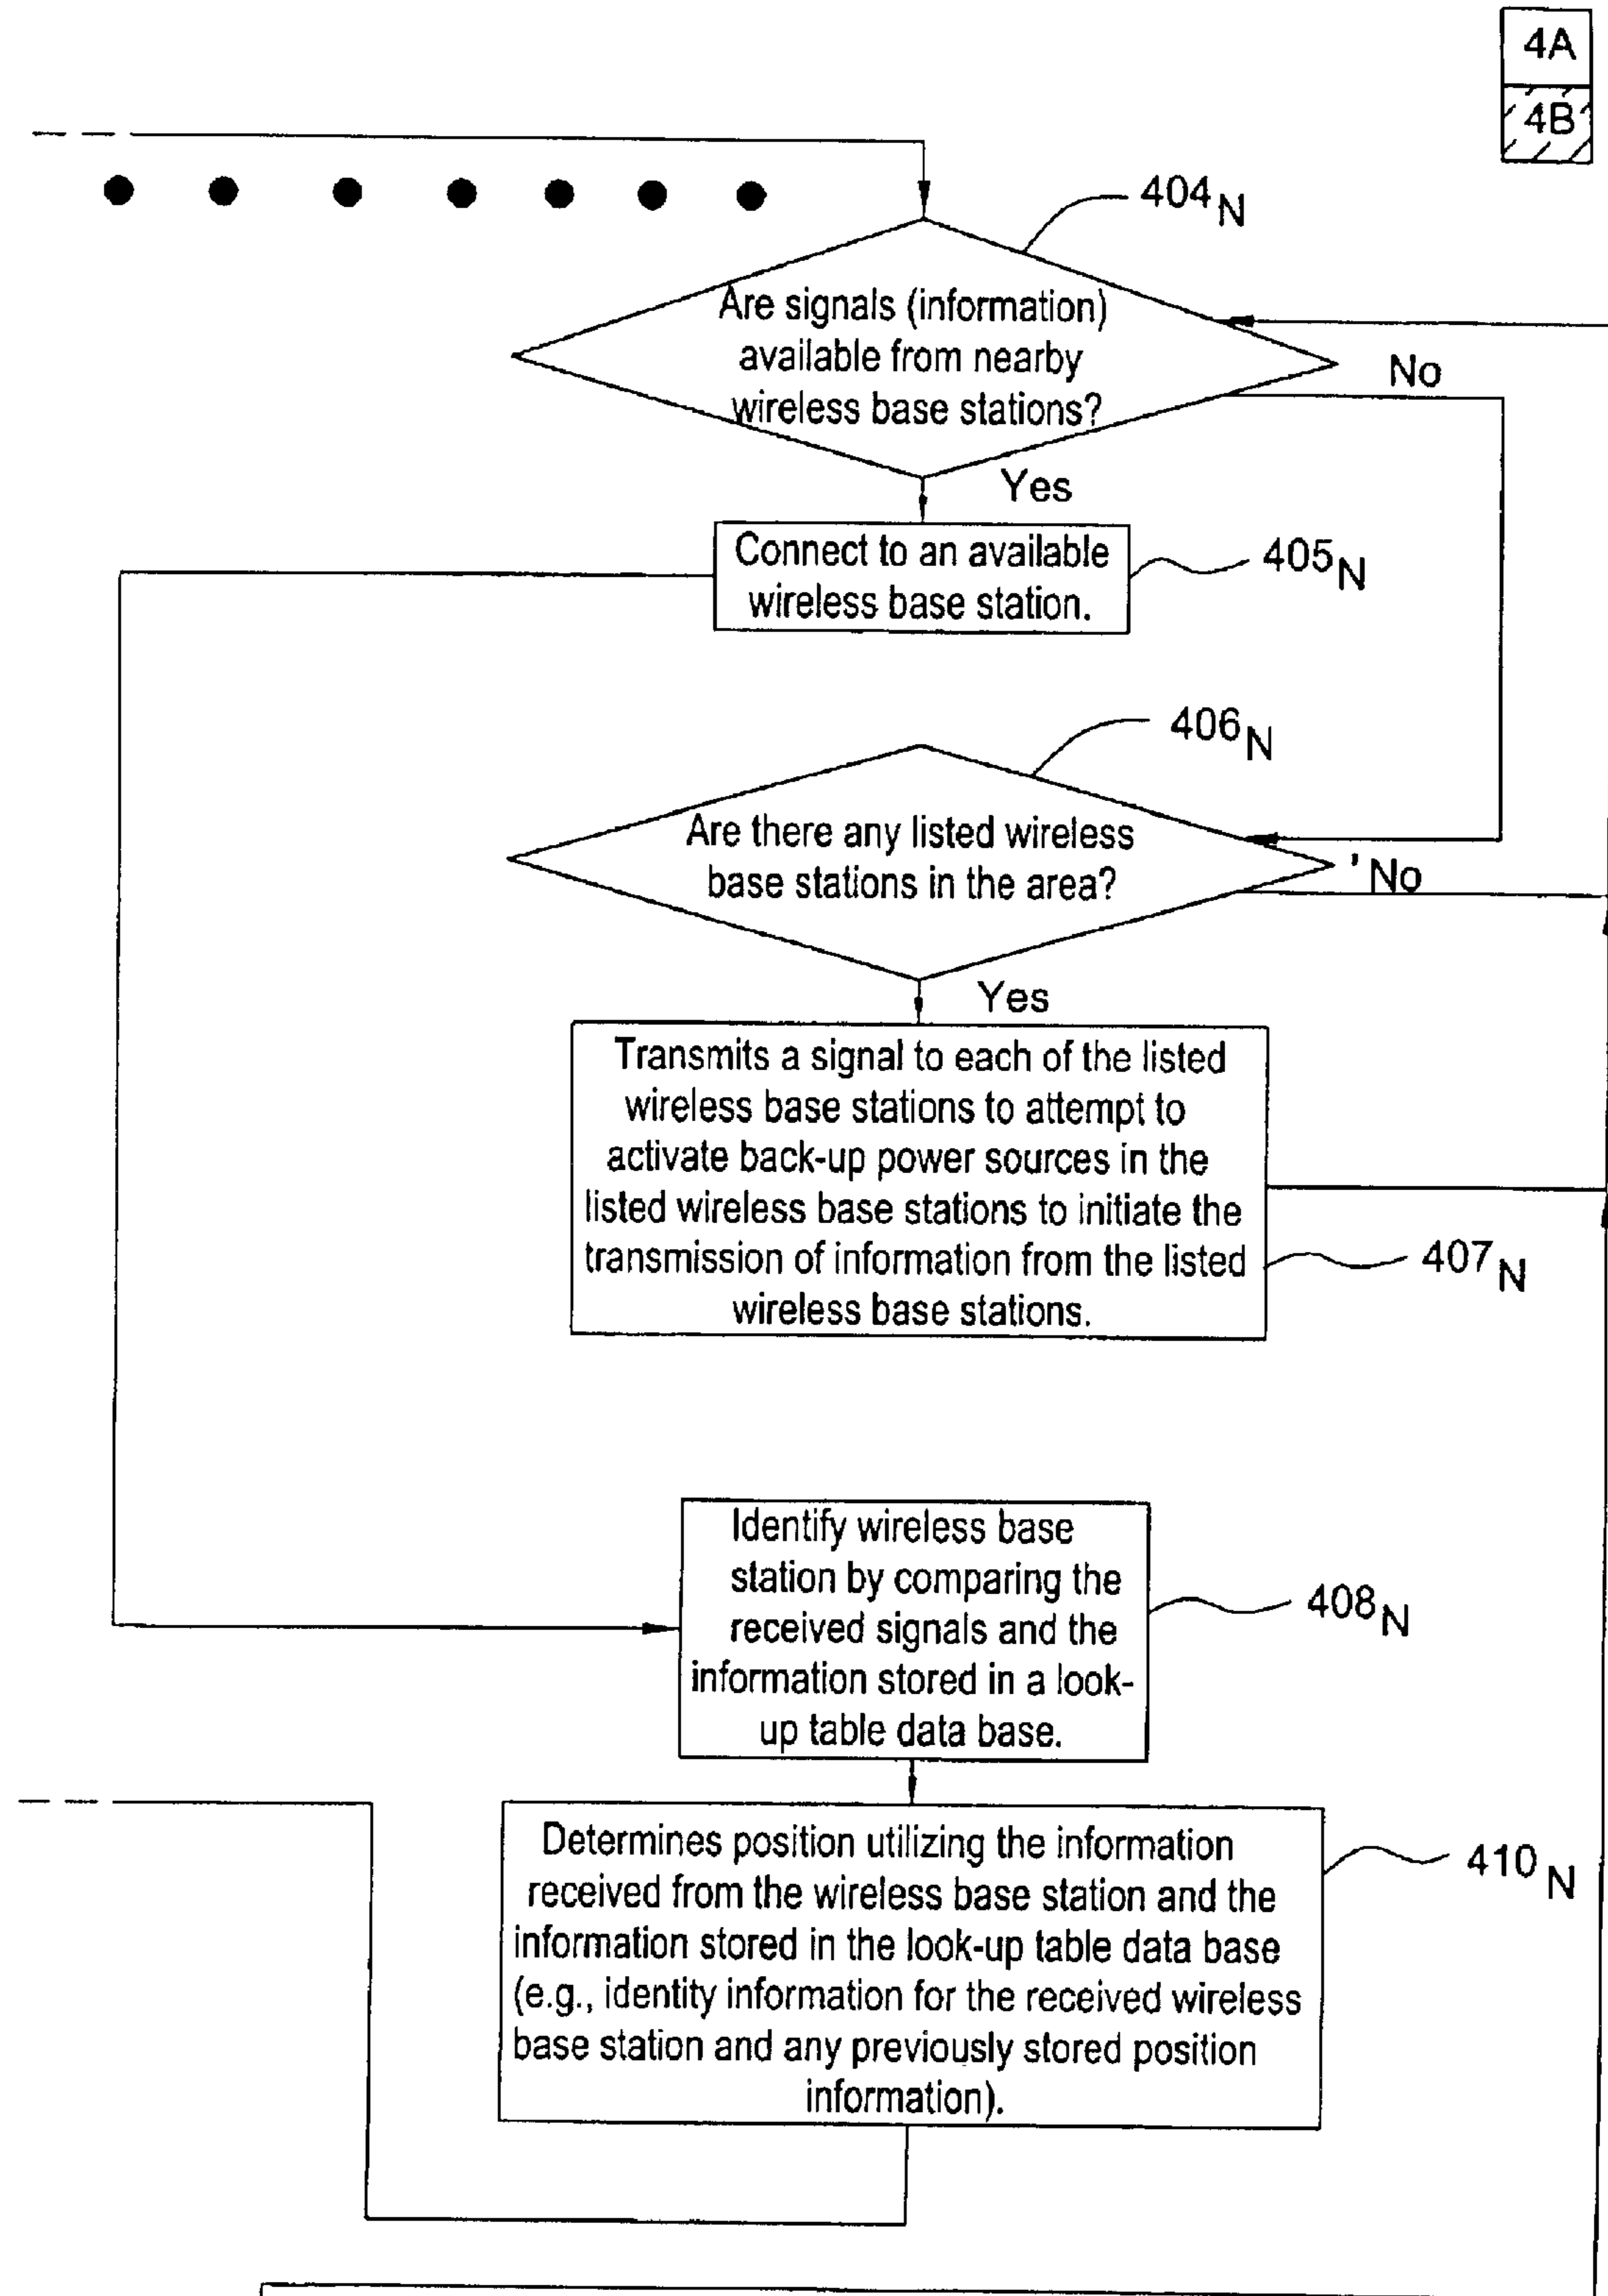 4A
4B
404N
Are signals (information)
available from nearby
wireless base stations?
No
Yes
Connect to an available
wireless base station.
405N
406N
Are there any listed wireless
base stations in the area?
No
Yes
Transmits a signal to each of the listed
wireless base stations to attempt to
activate back-up power sources in the
listed wireless base stations to initiate the
transmission of information from the listed
wireless base stations.
407N
Identify wireless base
station by comparing the
received signals and the
information stored in a look-
up table data base.
408N
Determines position utilizing the information
received from the wireless base station and the
information stored in the look-up table data base
(e.g., identity information for the received wireless
base station and any previously stored position
information).
410N